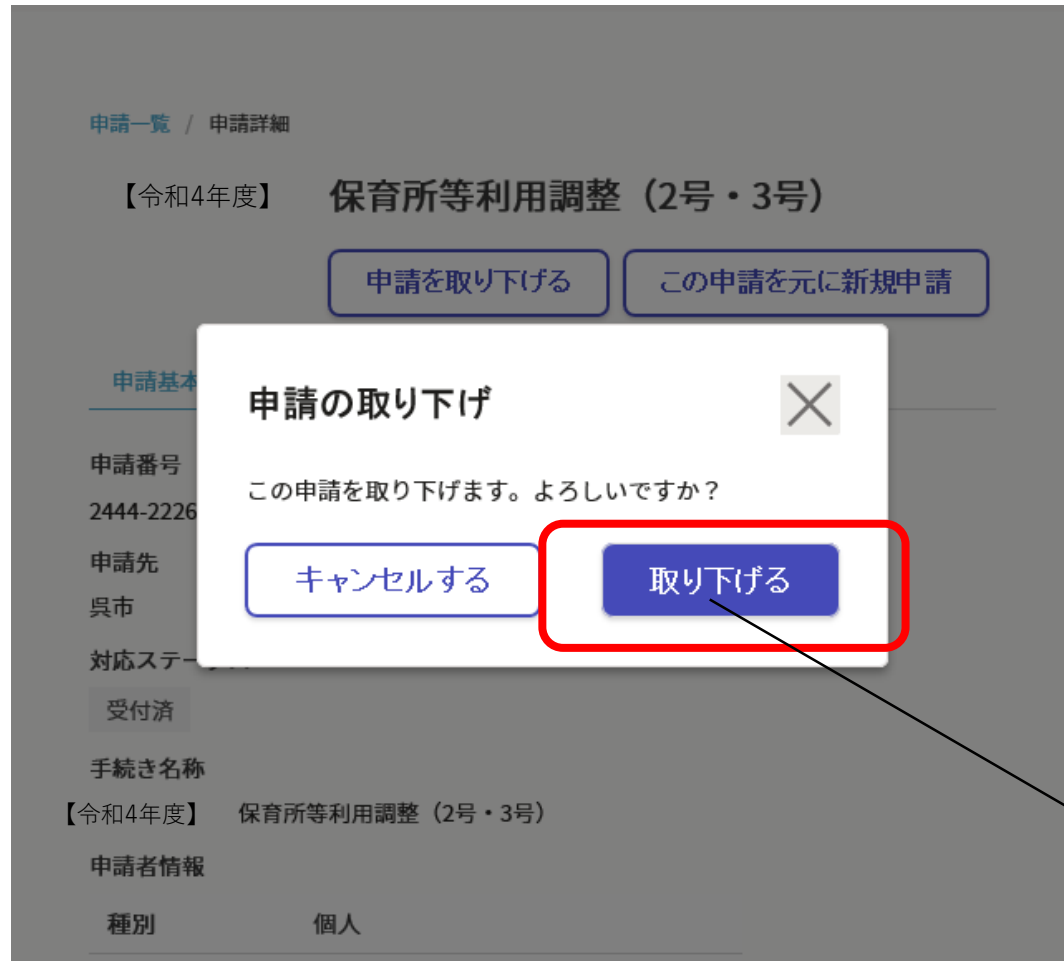 申請一覧 / 申請詳細
【令和4年度】 保育所等利用調整（2号・3号）
申請を取り下げる この申請を元に新規申請
申請基本
申請の取り下げ
申請番号
この申請を取り下げます。よろしいですか？
2444-2226
申請先
キャンセルする 取り下げる
呉市
対応ステー
受付済
手続き名称
【令和4年度】 保育所等利用調整（2号・3号）
申請者情報
種別 個人